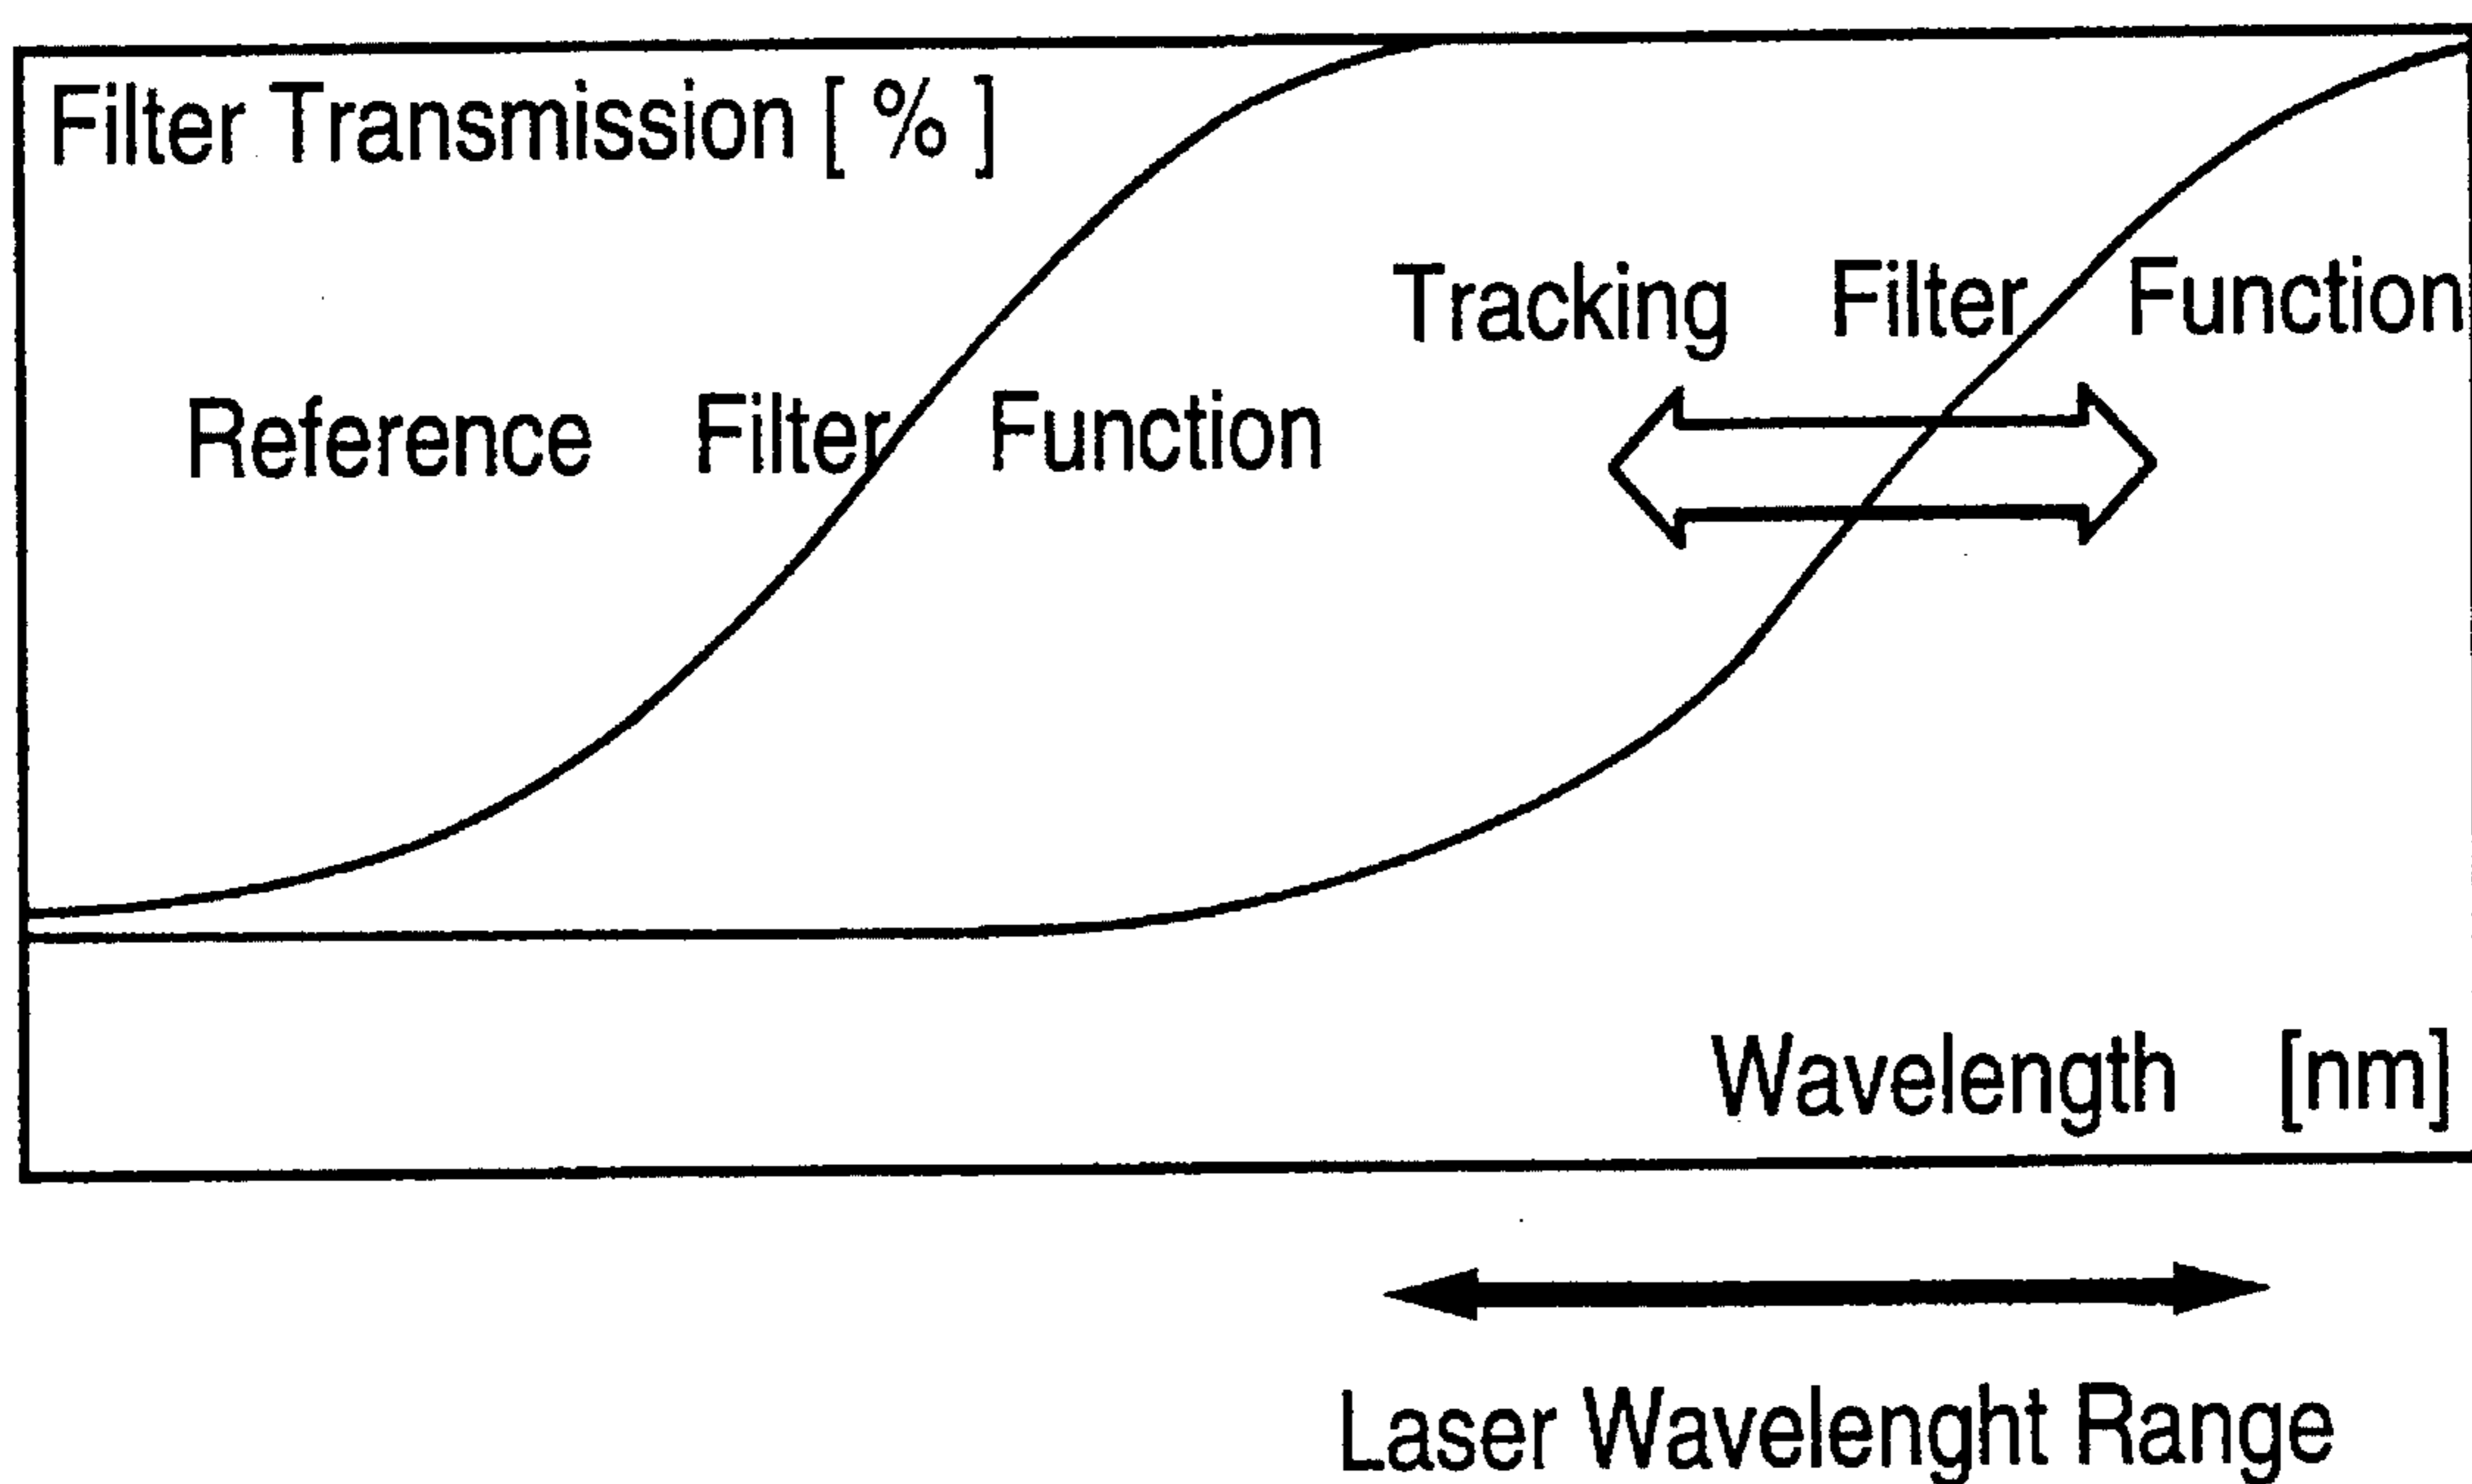 Filter Transmission [ % ]
Tracking Filter Function
Reference Filter Function
Wavelength [nm]
Laser Wavelenght Range